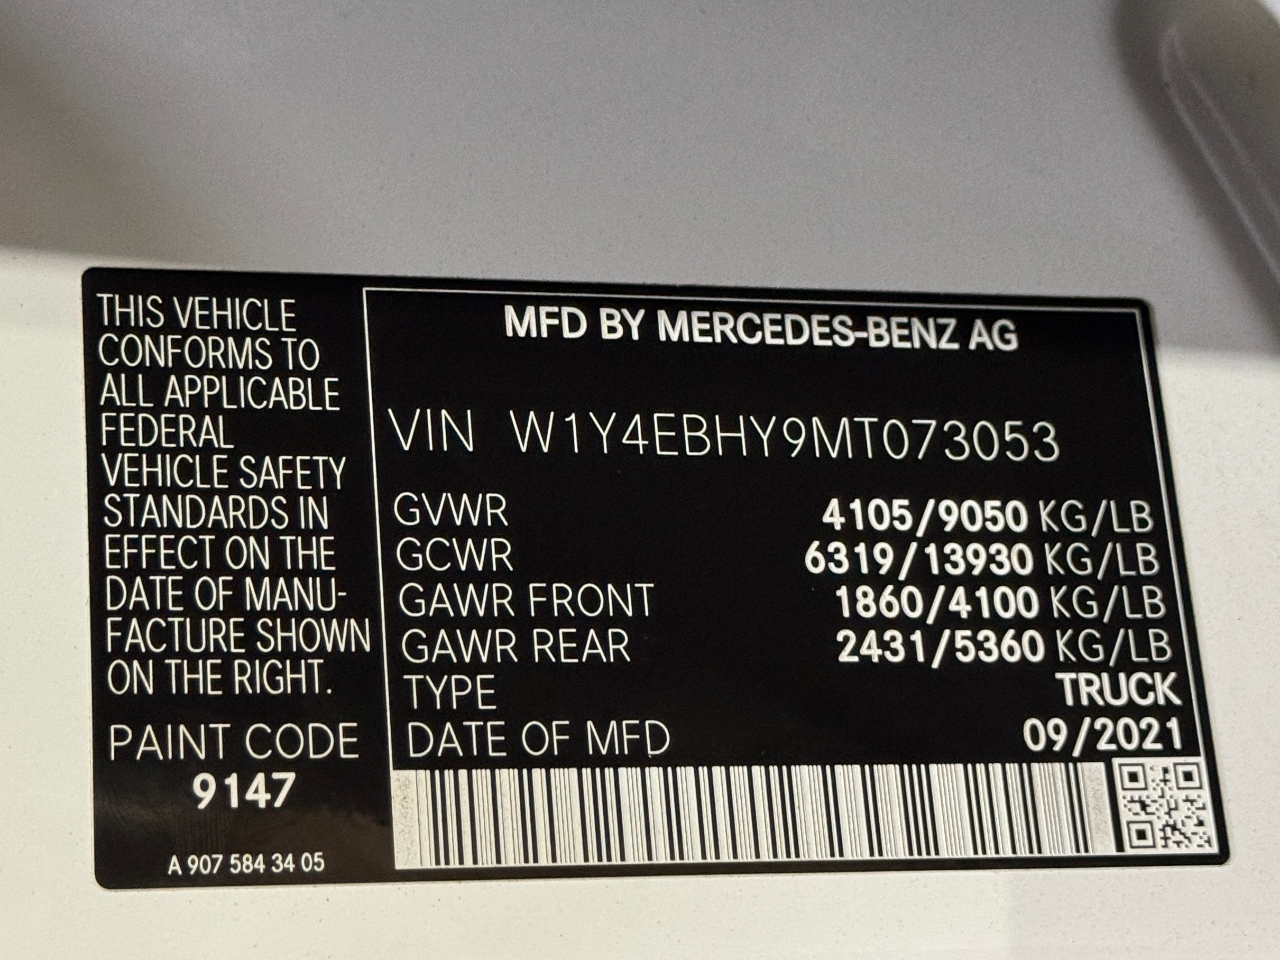 THIS VEHICLE
CONFORMS TO
ALL APPLICABLE
FEDERAL
VEHICLE SAFETY
STANDARDS IN
EFFECT ON THE
DATE OF MANU-
FACTURE SHOWN
ON THE RIGHT.
PAINT CODE
9147
A 907 584 34 05
MFD BY MERCEDES-BENZ AG
VIN W1Y4EBHY9MT073053
GVWR 4105/9050 KG/LB
GCWR 6319/13930 KG/LB
GAWR FRONT 1860/4100 KG/LB
GAWR REAR 2431/5360 KG/LB
TYPE TRUCK
DATE OF MFD 09/2021